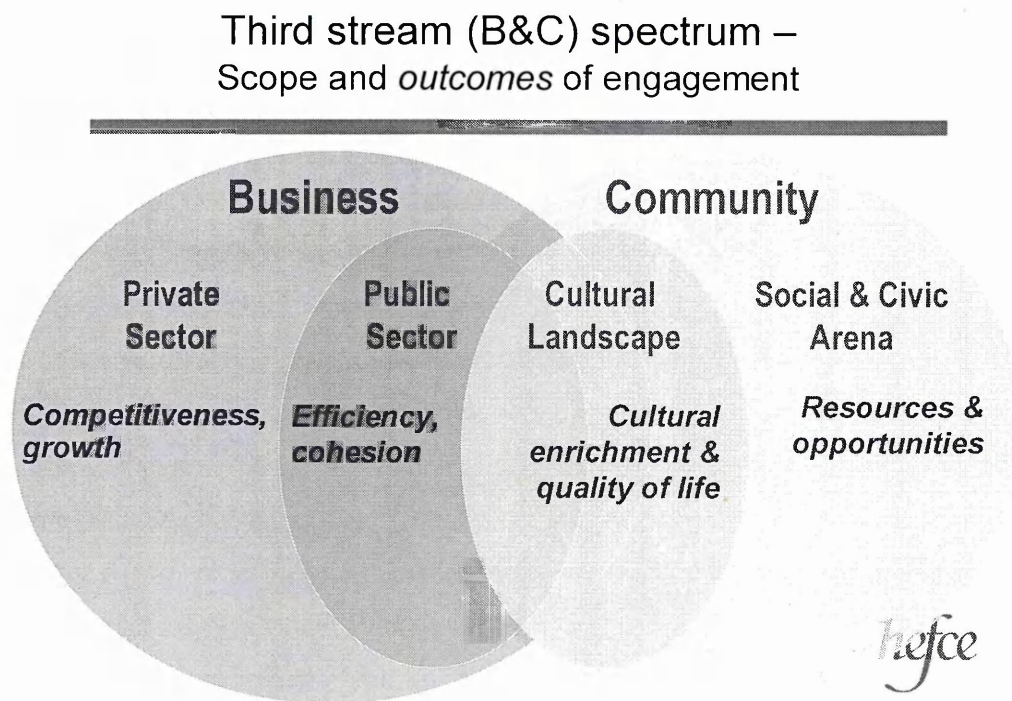 Third stream (B&C) spectrum –
Scope and outcomes of engagement
Business
Community
Private
Sector
Public
Sector
Cultural
Landscape
Social & Civic
Arena
Competitiveness,
growth
Efficiency,
cohesion
Cultural
enrichment &
quality of life
Resources &
opportunities
hefce